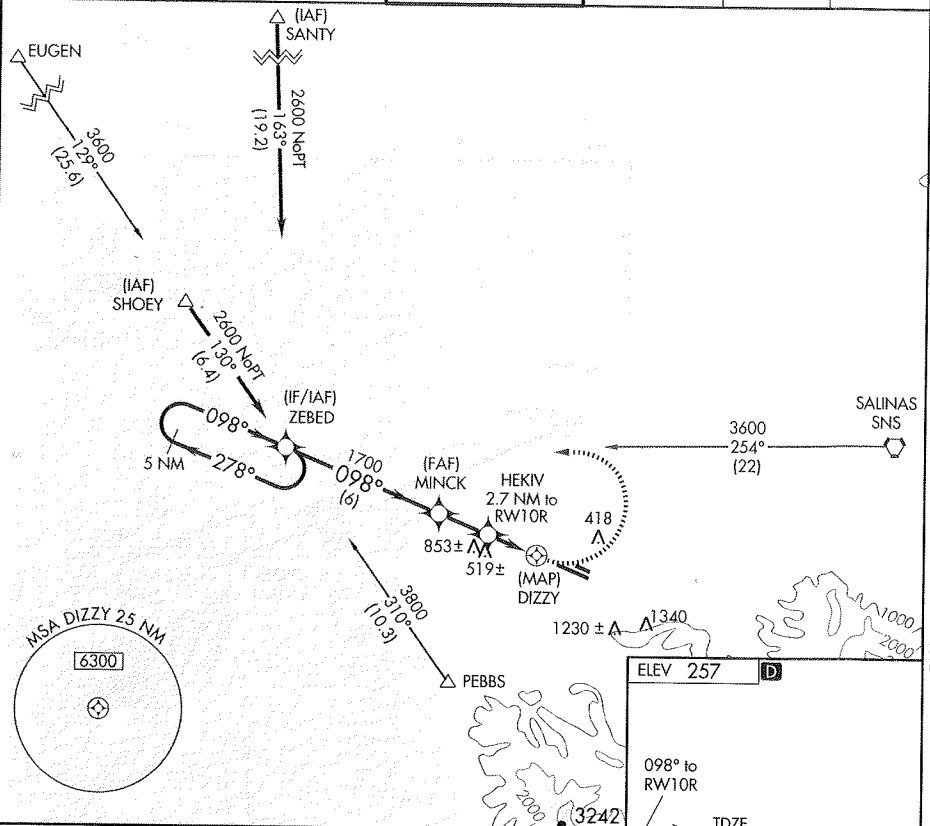 (IAF)
SANTY
EUGEN
2600 NoPT
163°
(19.2)
3600
129°
(25.6)
(IAF)
SHOEY
2600 NoPT
130°
(6.4)
(IF/IAF)
ZEBED
098°
278°
5 NM
1700
098°
(6)
(FAF)
MINCK
HEKIV
2.7 NM to
RW10R
853±
519±
(MAP)
DIZZY
418
SALINAS
SNS
3600
254°
(22)
3800
310°
(10.3)
PEBBS
1230 ±
1340
1000
2000
MSA DIZZY 25 NM
6300
2000
3242
ELEV 257
D
098° to
RW10R
TDZE